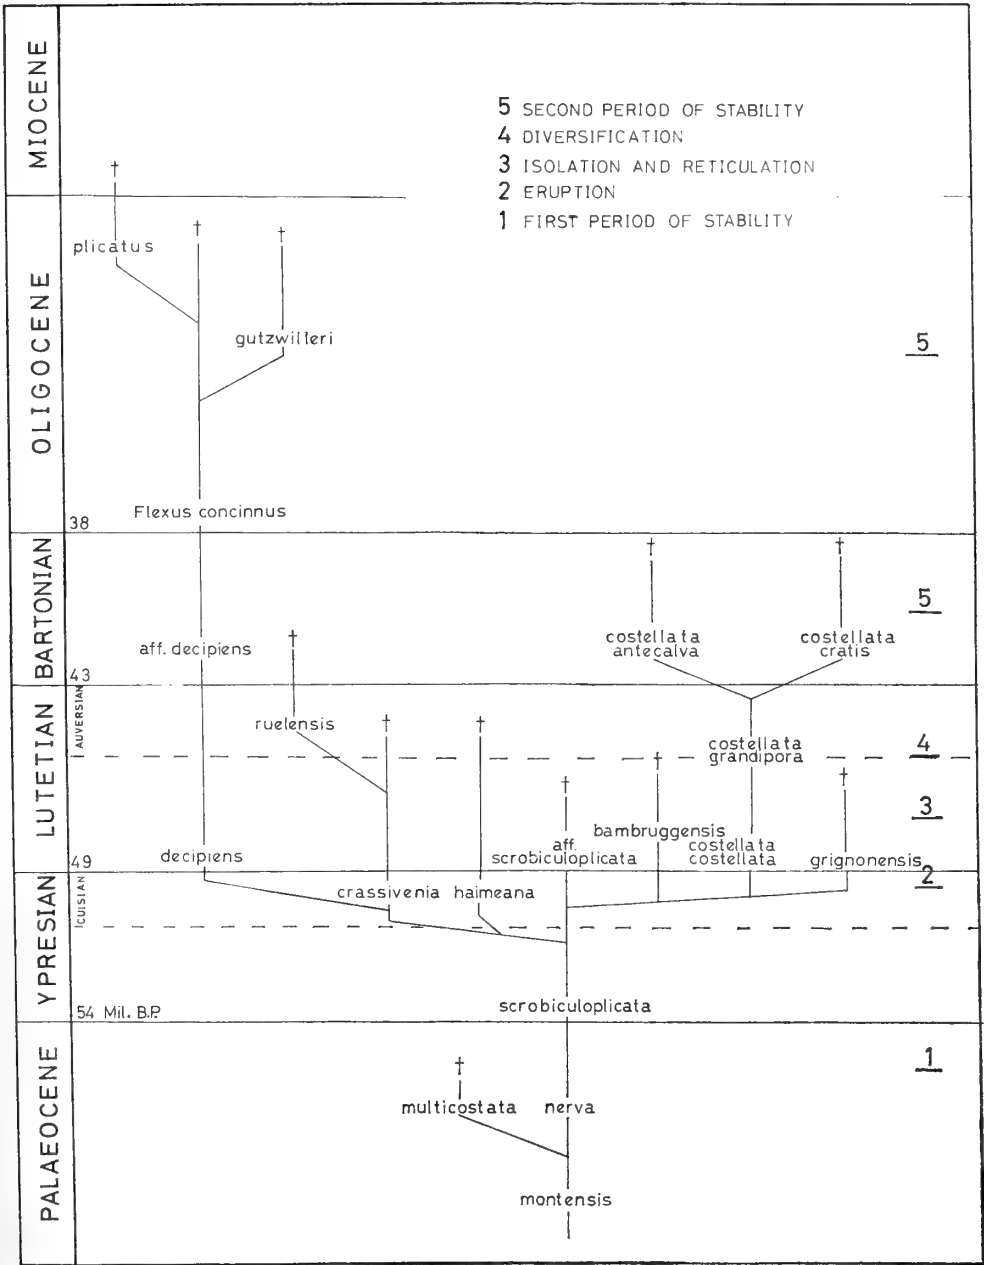 MIOCENE
5 SECOND PERIOD OF STABILITY
4 DIVERSIFICATION
3 ISOLATION AND RETICULATION
2 ERUPTION
1 FIRST PERIOD OF STABILITY
†
OLIGOCENE
† †
plicatus
gutzwilleri
5
Flexus concinnus
38
BARTONIAN
† †
5
†
costellata costellata
antecalva cratis
aff. decipiens
43
LUTETIAN
AUVERSIAN
ruelensis † †
costellata
grandipora
4
†
† †
3
bambruggensis
aff. costellata
decipiens scrobiculoplicata costellata grignonensis
49
YPRESIAN
CUISIAN
2
crassivenia haimeana
scrobiculoplicata
54 Mil. B.P.
PALAEOCENE
1
†
multicostata nerva
montensis